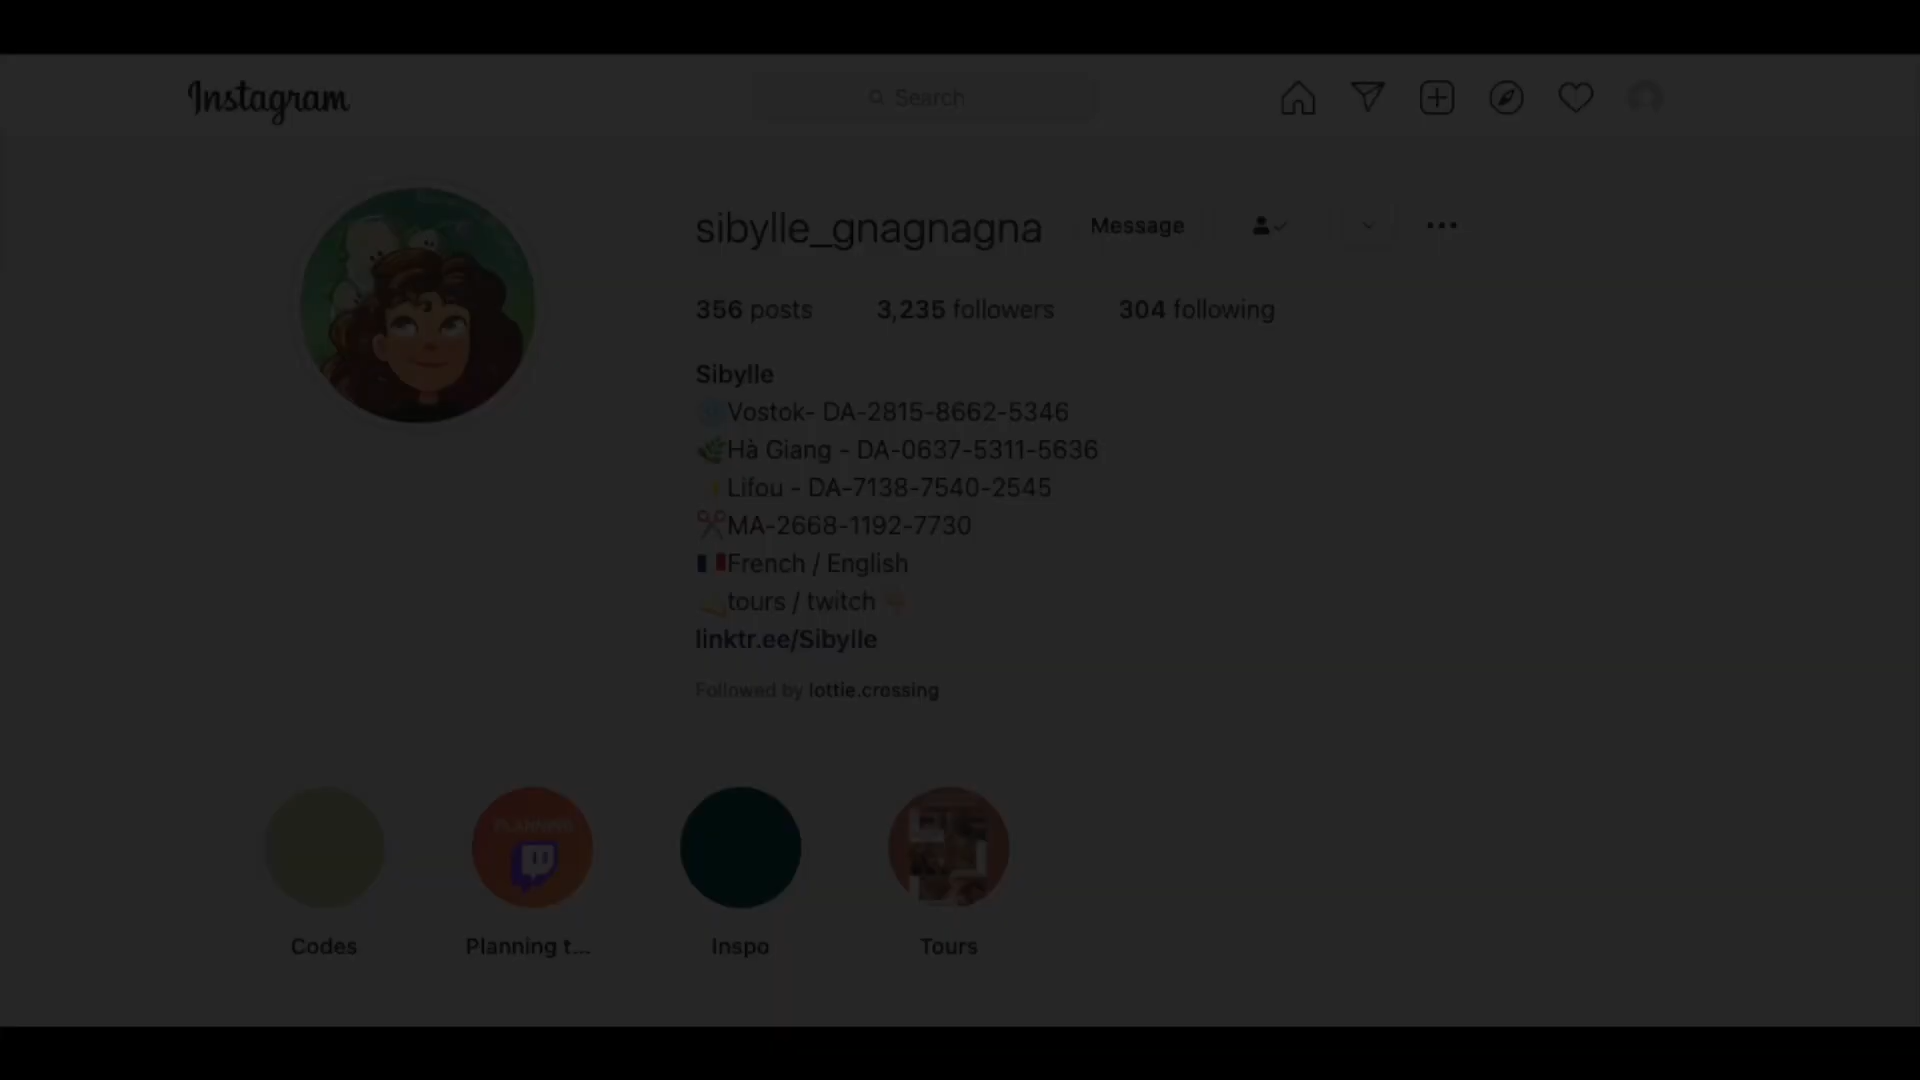 Instagram
Search
sibylle_gnagnagna Message
356 posts 3,235 followers 304 following
Sibylle
Vostok- DA-2815-8662-5346
Hà Giang - DA-0637-5311-5636
Lifou - DA-7138-7540-2545
MA-2668-1192-7730
French / English
tours / twitch
linktr.ee/Sibylle
Followed by lottie.crossing
PLANNING
Codes Planning t... Inspo Tours